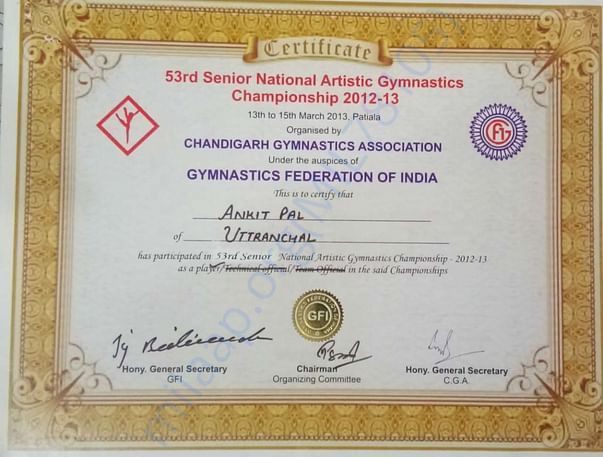 Certificate
53rd Senior National Artistic Gymnastics
Championship 2012-13
13th to 15th March 2013, Patiala
Organised by
CHANDIGARH GYMNASTICS ASSOCIATION
Under the auspices of
GYMNASTICS FEDERATION OF INDIA
This is to certify that
ANKIT PAL
of UTTRANCHAL
has participated in 53rd Senior National Artistic Gymnastics Championship - 2012-13
as a player/Technical official/Team Official in the said Championships
GFI
Hony. General Secretary
GFI
Chairman
Organizing Committee
Hony. General Secretary
C.G.A.